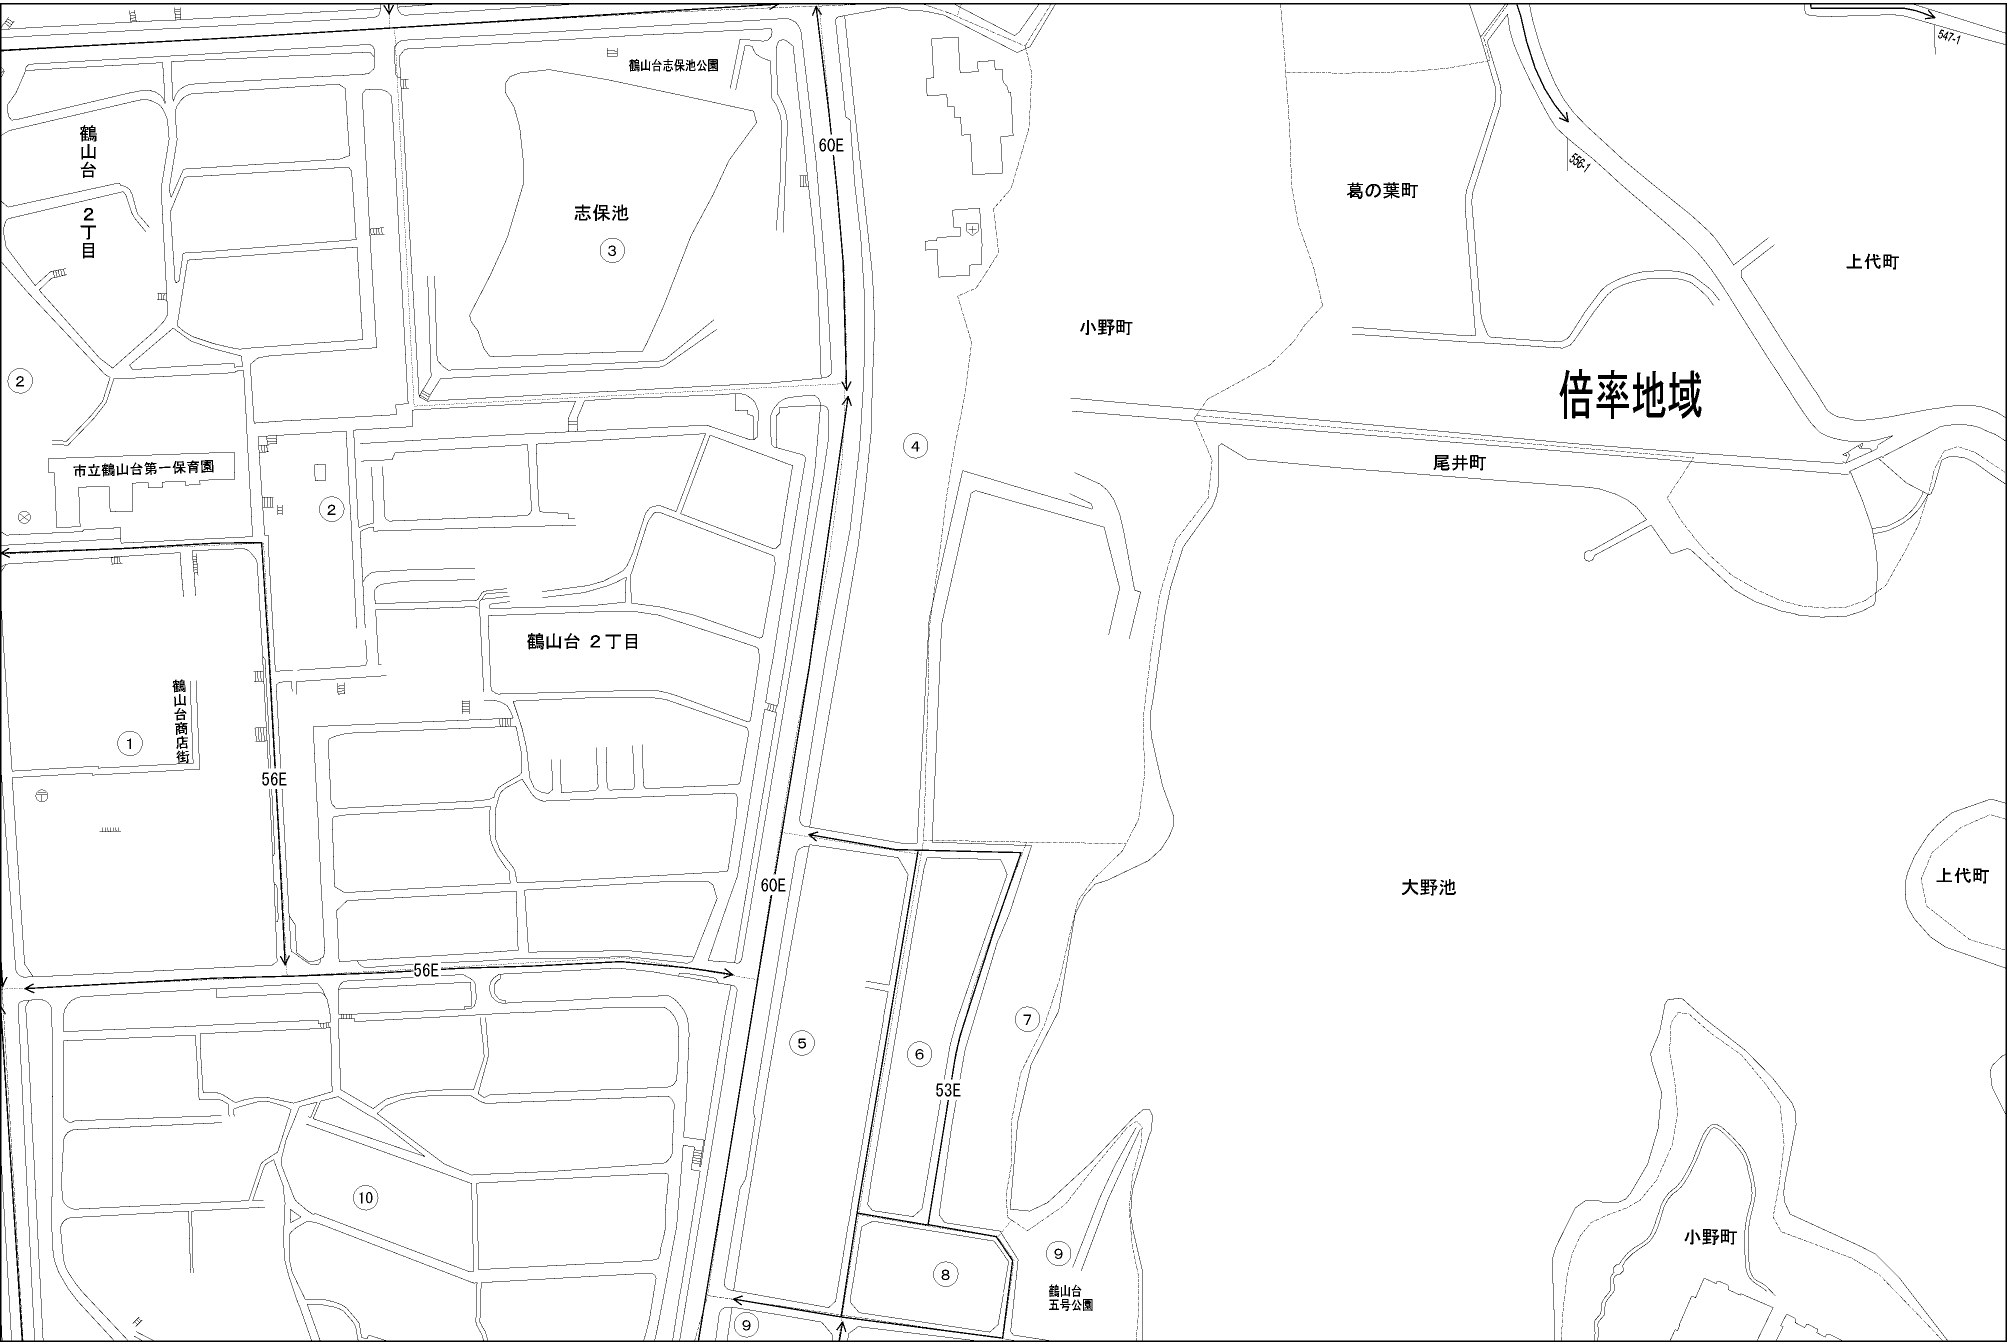 547-1
鶴山台志保池公園
鶴山台 2丁目
60E
556-1
葛の葉町
志保池
3
上代町
小野町
2
倍率地域
4
尾井町
市立鶴山台第一保育園
2
鶴山台 2丁目
鶴山台商店街
1
56E
60E
大野池
上代町
56E
7
5
6
53E
10
小野町
9
8
鶴山台
五号公園
9